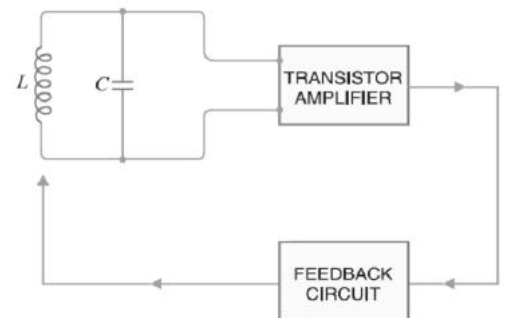 L
C
TRANSISTOR
AMPLIFIER
FEEDBACK
CIRCUIT